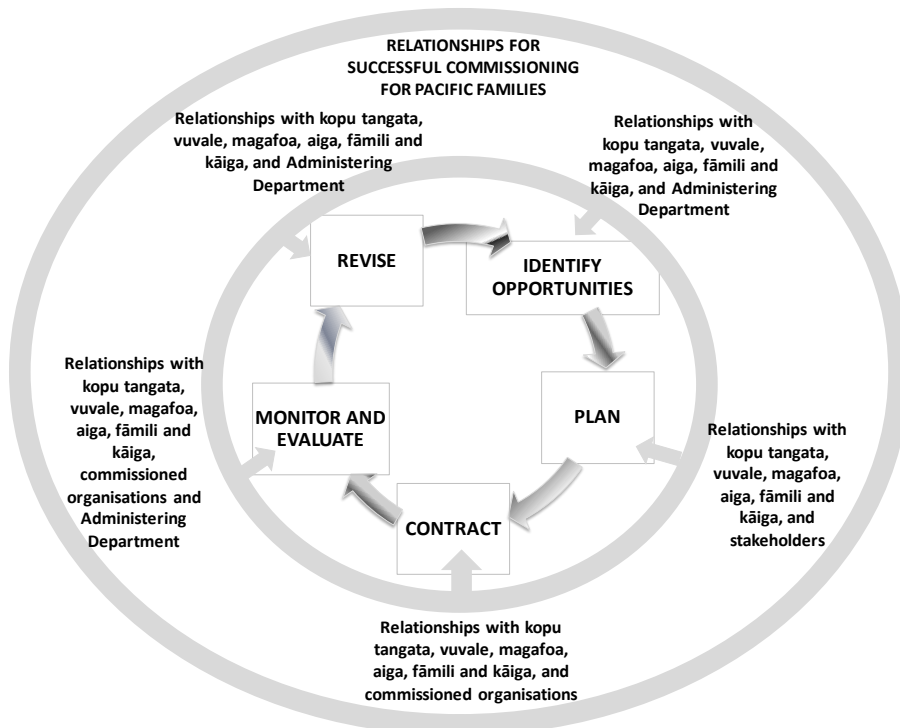 RELATIONSHIPS FOR
SUCCESSFUL COMMISSIONING
FOR PACIFIC FAMILIES
Relationships with kopu tangata,
vuvale, magafoa, aiga, fāmili and
kāiga, and Administering
Department
Relationships with
kopu tangata, vuvale,
magafoa, aiga, fāmili and
kāiga, and Administering
Department
REVISE
IDENTIFY
OPPORTUNITIES
Relationships with
kopu tangata,
vuvale, magafoa,
aiga, fāmili and
kāiga,
commissioned
organisations and
Administering
Department
MONITOR AND
EVALUATE
PLAN
Relationships with
kopu tangata,
vuvale, magafoa,
aiga, fāmili and
kāiga, and
stakeholders
CONTRACT
Relationships with kopu
tangata, vuvale, magafoa,
aiga, fāmili and kāiga, and
commissioned organisations